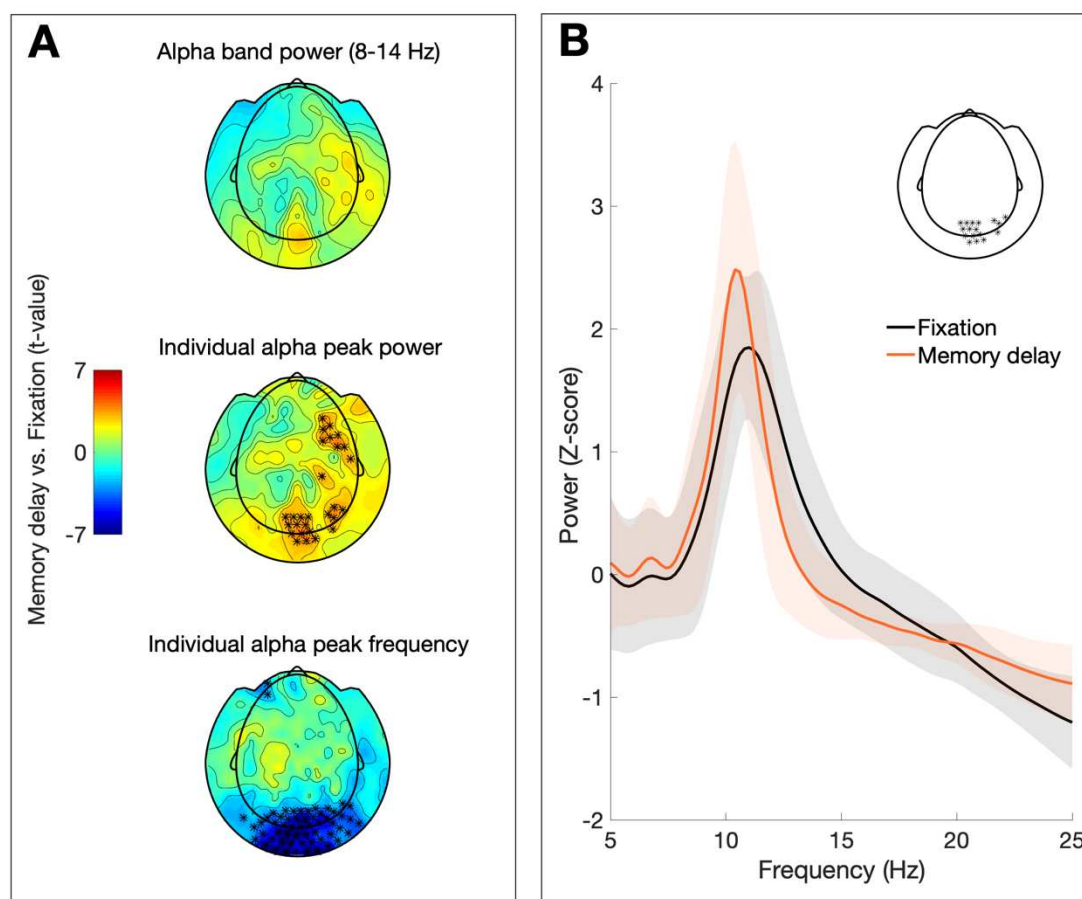 A
Alpha band power (8-14 Hz)
Individual alpha peak power
Memory delay vs. Fixation (t-value)
7
0
-7
Individual alpha peak frequency
B
4
3
2
1
0
-1
-2
Power (Z-score)
Fixation
Memory delay
5 10 15 20 25
Frequency (Hz)